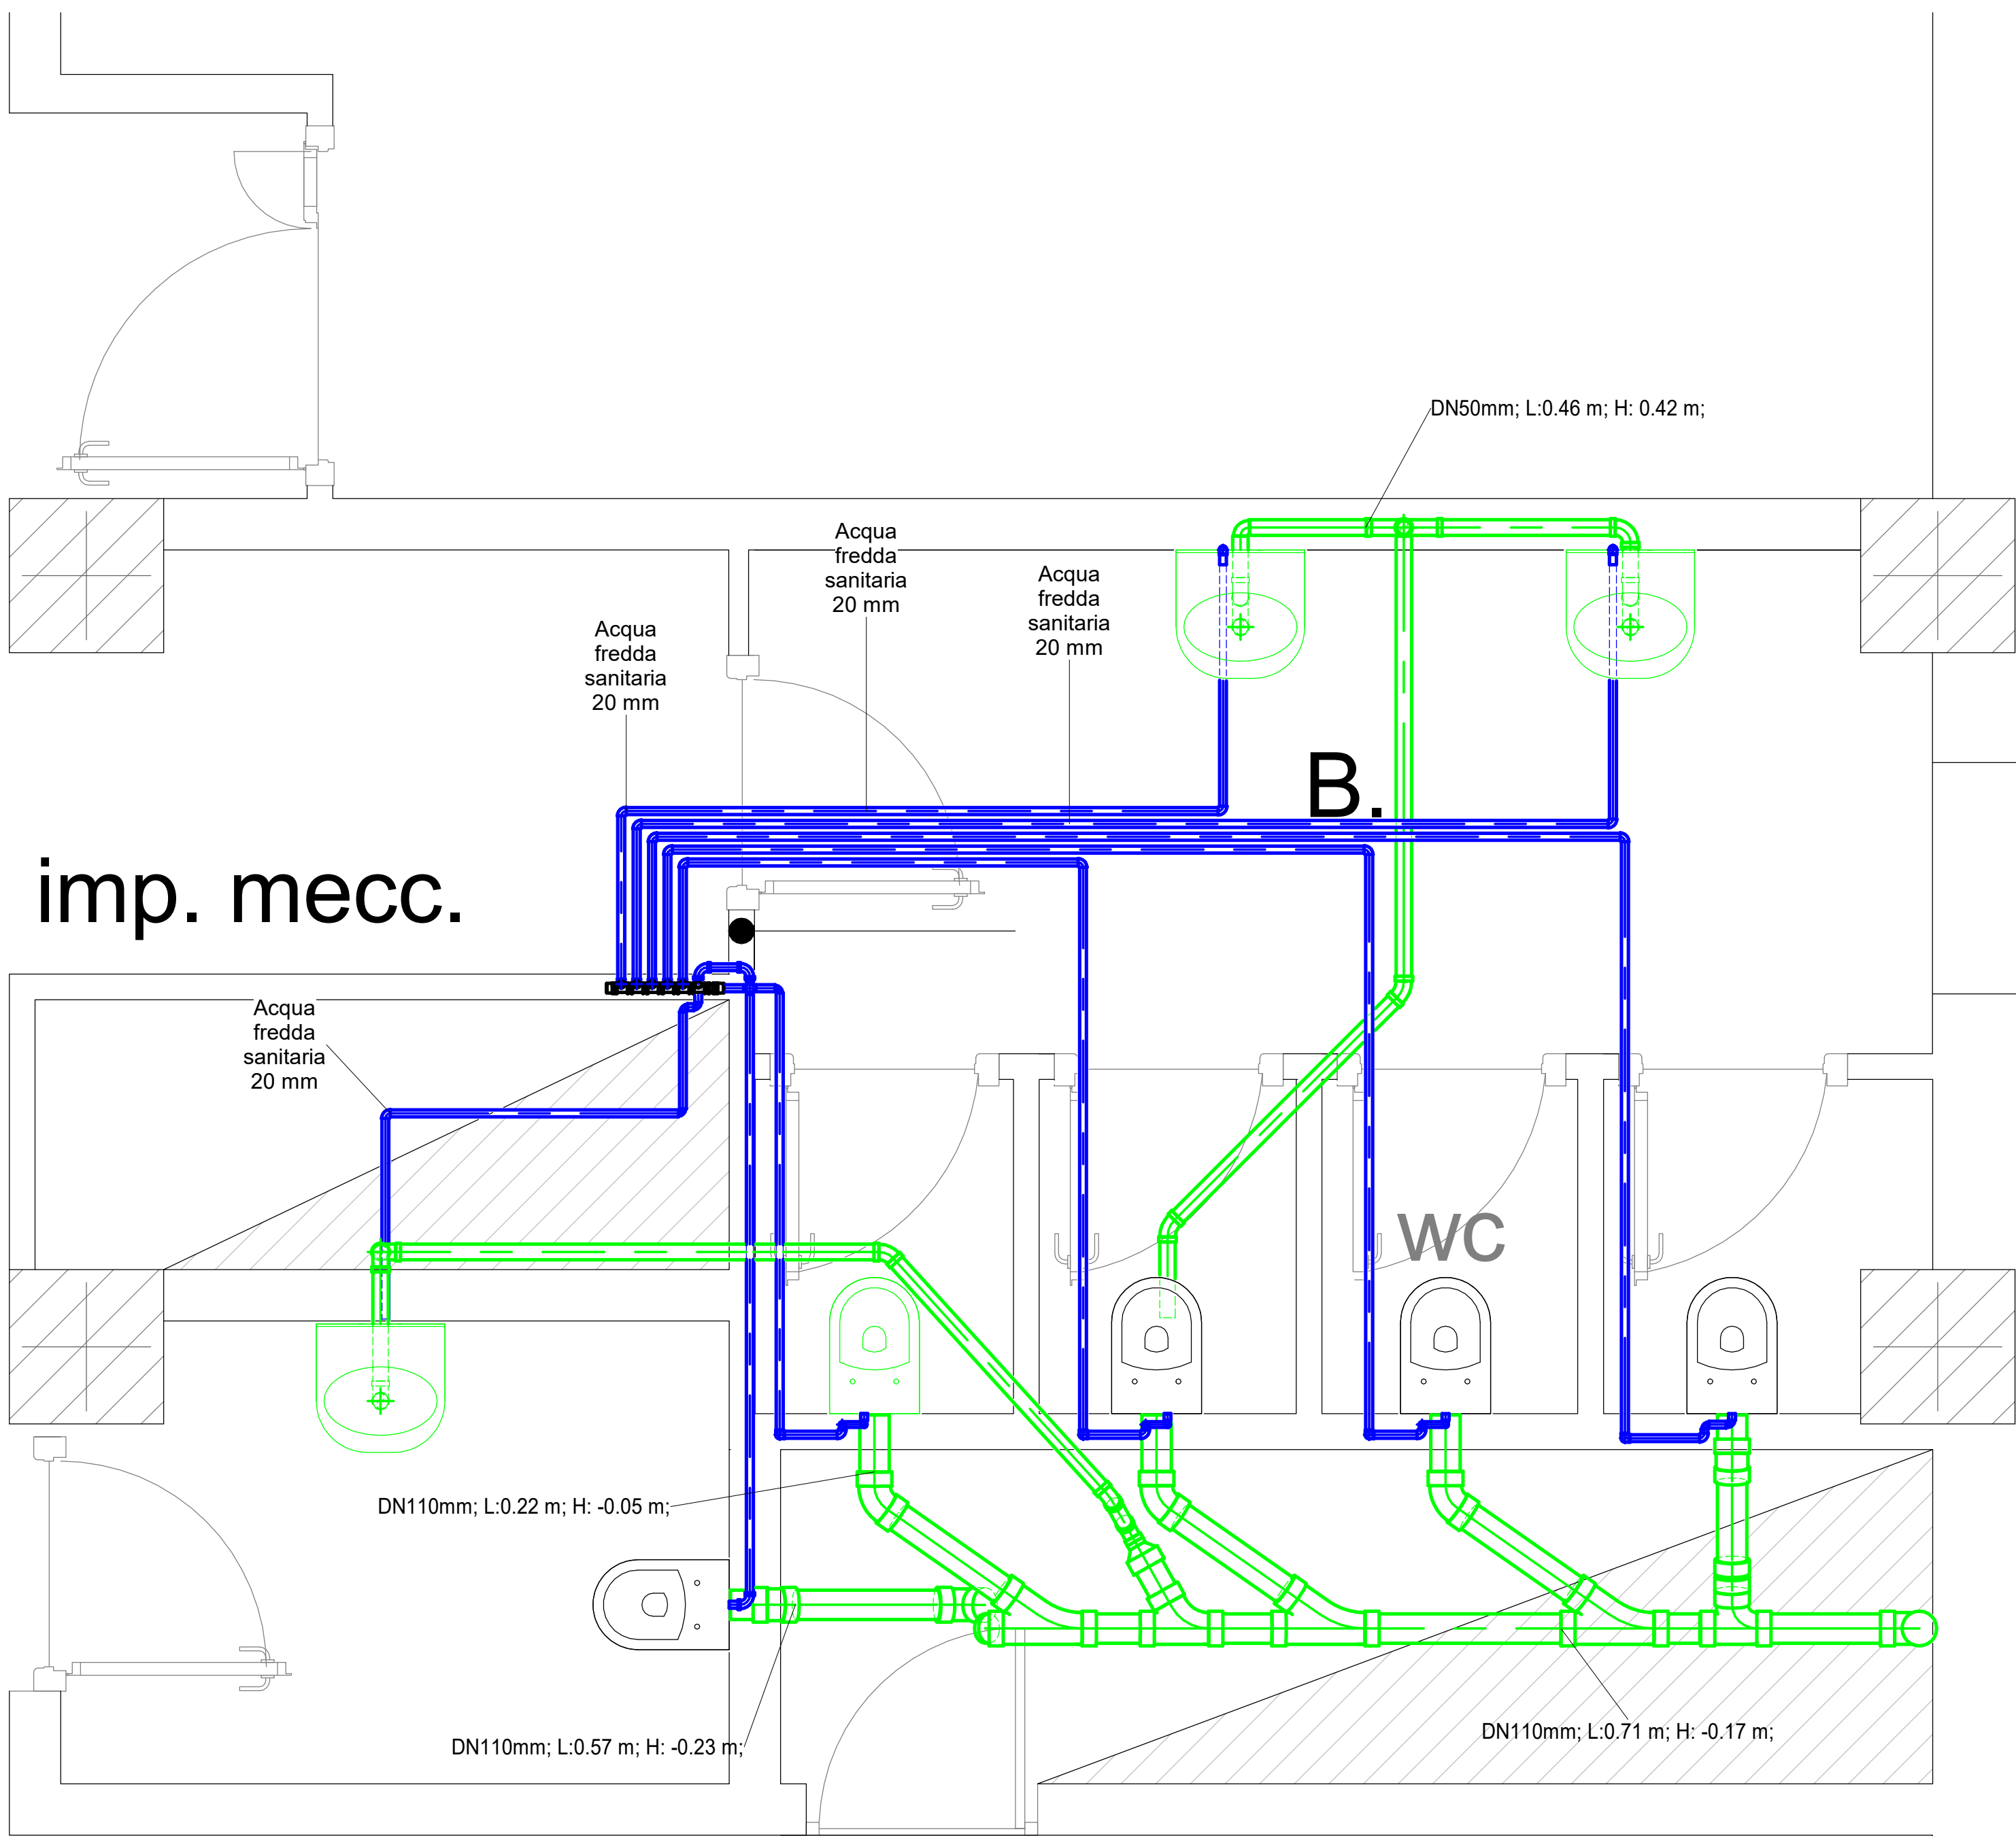 DN50mm; L:0.46 m; H: 0.42 m;
Acqua
fredda
sanitaria
20 mm
Acqua
fredda
sanitaria
20 mm
Acqua
fredda
sanitaria
20 mm
B.
imp. mecc.
Acqua
fredda
sanitaria
20 mm
wc
DN110mm; L:0.22 m; H: -0.05 m;
DN110mm; L:0.57 m; H: -0.23 m;
DN110mm; L:0.71 m; H: -0.17 m;